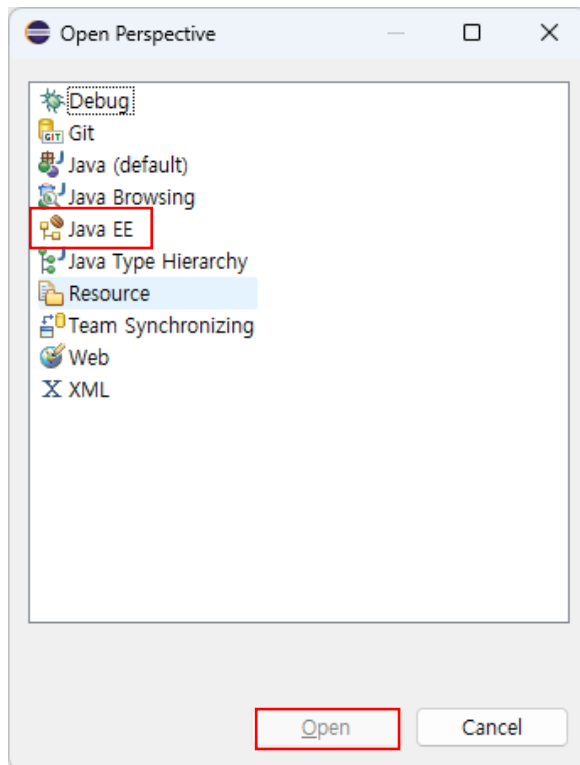 Open Perspective
Debug
GIT Git
Java (default)
Java Browsing
Java EE
Java Type Hierarchy
Resource
Team Synchronizing
Web
X XML
Open Cancel